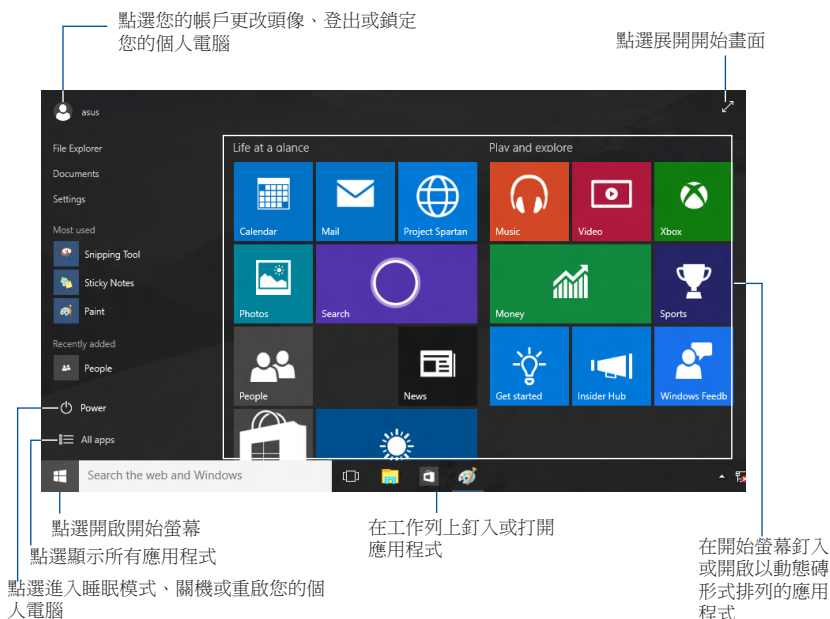 點選您的帳戶更改頭像、登出或鎖定
您的個人電腦
點選展開開始畫面
asus
File Explorer
Documents
Settings
Most used
Snipping Tool
Sticky Notes
Paint
Recently added
People
Power
All apps
Search the web and Windows
Life at a glance
Calendar
Mail
Project Spartan
Photos
Search
People
News
Play and explore
Music
Video
Xbox
Money
Sports
Get started
Insider Hub
Windows Feedb
點選開啟開始螢幕
點選顯示所有應用程式
點選進入睡眠模式、關機或重啟您的個
人電腦
在工作列上釘入或打開
應用程式
在開始螢幕釘入
或開啟以動態磚
形式排列的應用
程式